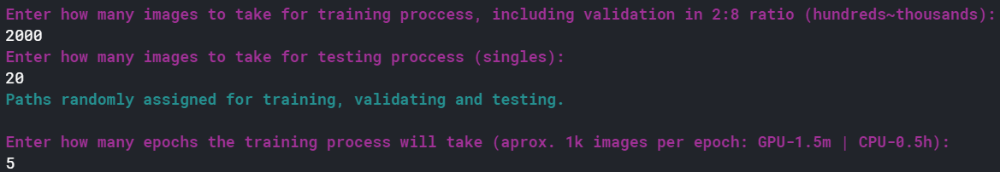 Enter how many images to take for training proccess, including validation in 2:8 ratio (hundreds~thousands):
2000
Enter how many images to take for testing proccess (singles):
20
Paths randomly assigned for training, validating and testing.
Enter how many epochs the training process will take (aprox. 1k images per epoch: GPU-1.5m | CPU-0.5h):
5